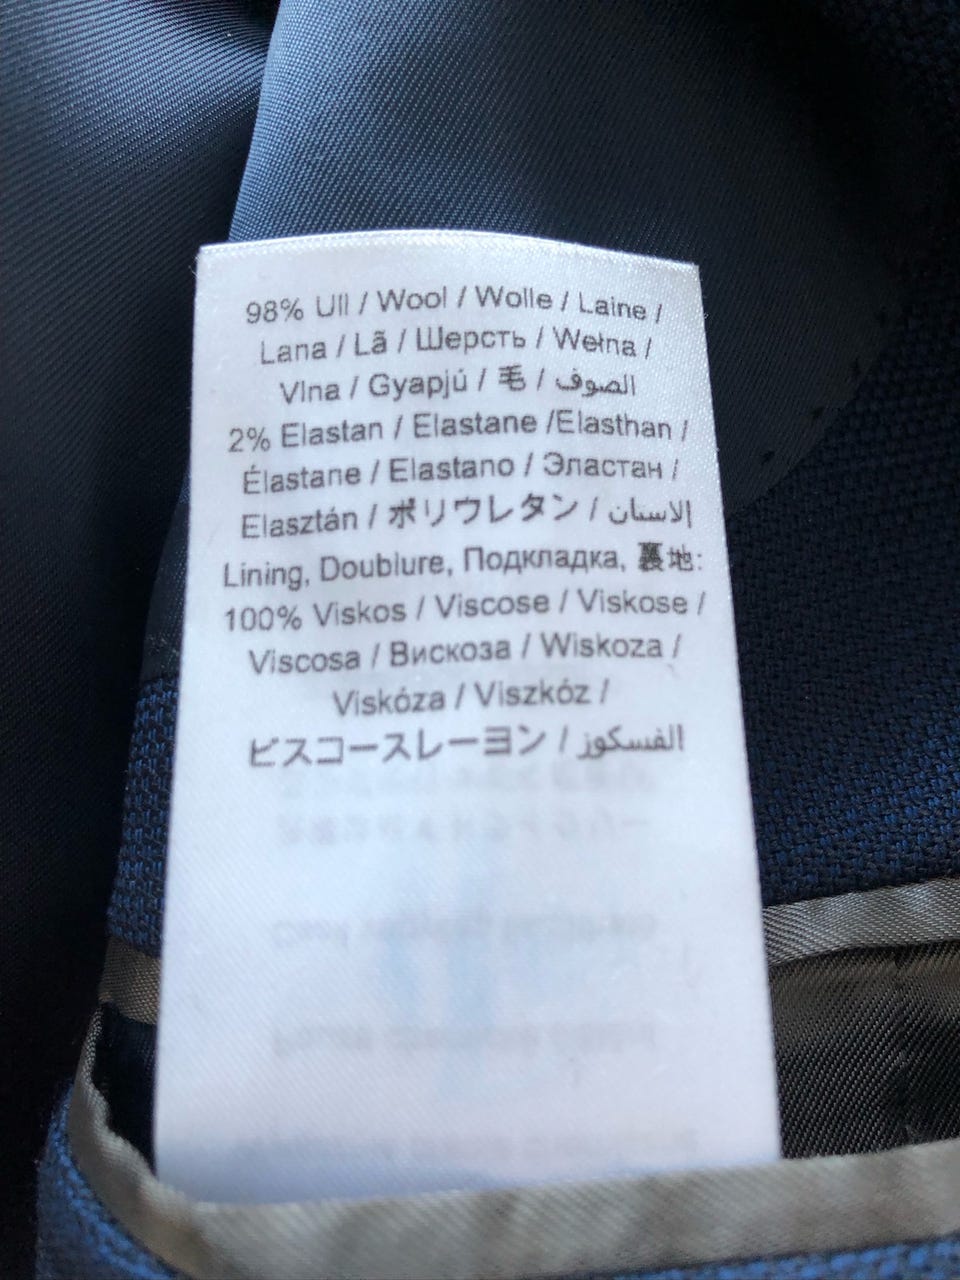 98% Ull / Wool / Wolle / Laine /
Lana / Lã / Шерсть / Wełna /
Vlna / Gyapjú / 毛 / الصوف
2% Elastan / Elastane /Elasthan /
Élastane / Elastano / Эластан /
Elasztán / ポリウレタン / الاستان
Lining, Doublure, Подкладка, 裏地:
100% Viskos / Viscose / Viskose /
Viscosa / Вискоза / Wiskoza /
Viskóza / Viszkóz /
ビスコースレーヨン / الفسكوز